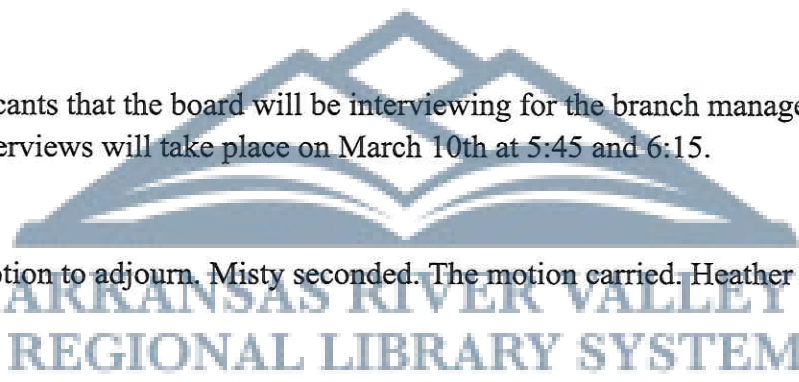 cants that the board will be interviewing for the branch manage
erviews will take place on March 10th at 5:45 and 6:15.
otion to adjourn. Misty seconded. The motion carried. Heather
ARKANSAS RIVER VALLEY
REGIONAL LIBRARY SYSTEM